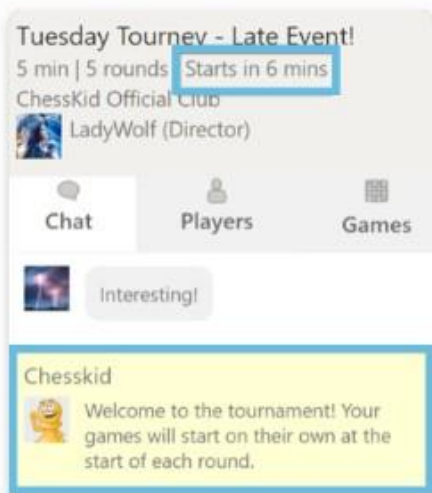 Tuesday Tourney - Late Event!
5 min | 5 rounds Starts in 6 mins
ChessKid Official Club
LadyWolf (Director)
Chat Players Games
Interesting!
Chesskid
Welcome to the tournament! Your
games will start on their own at the
start of each round.